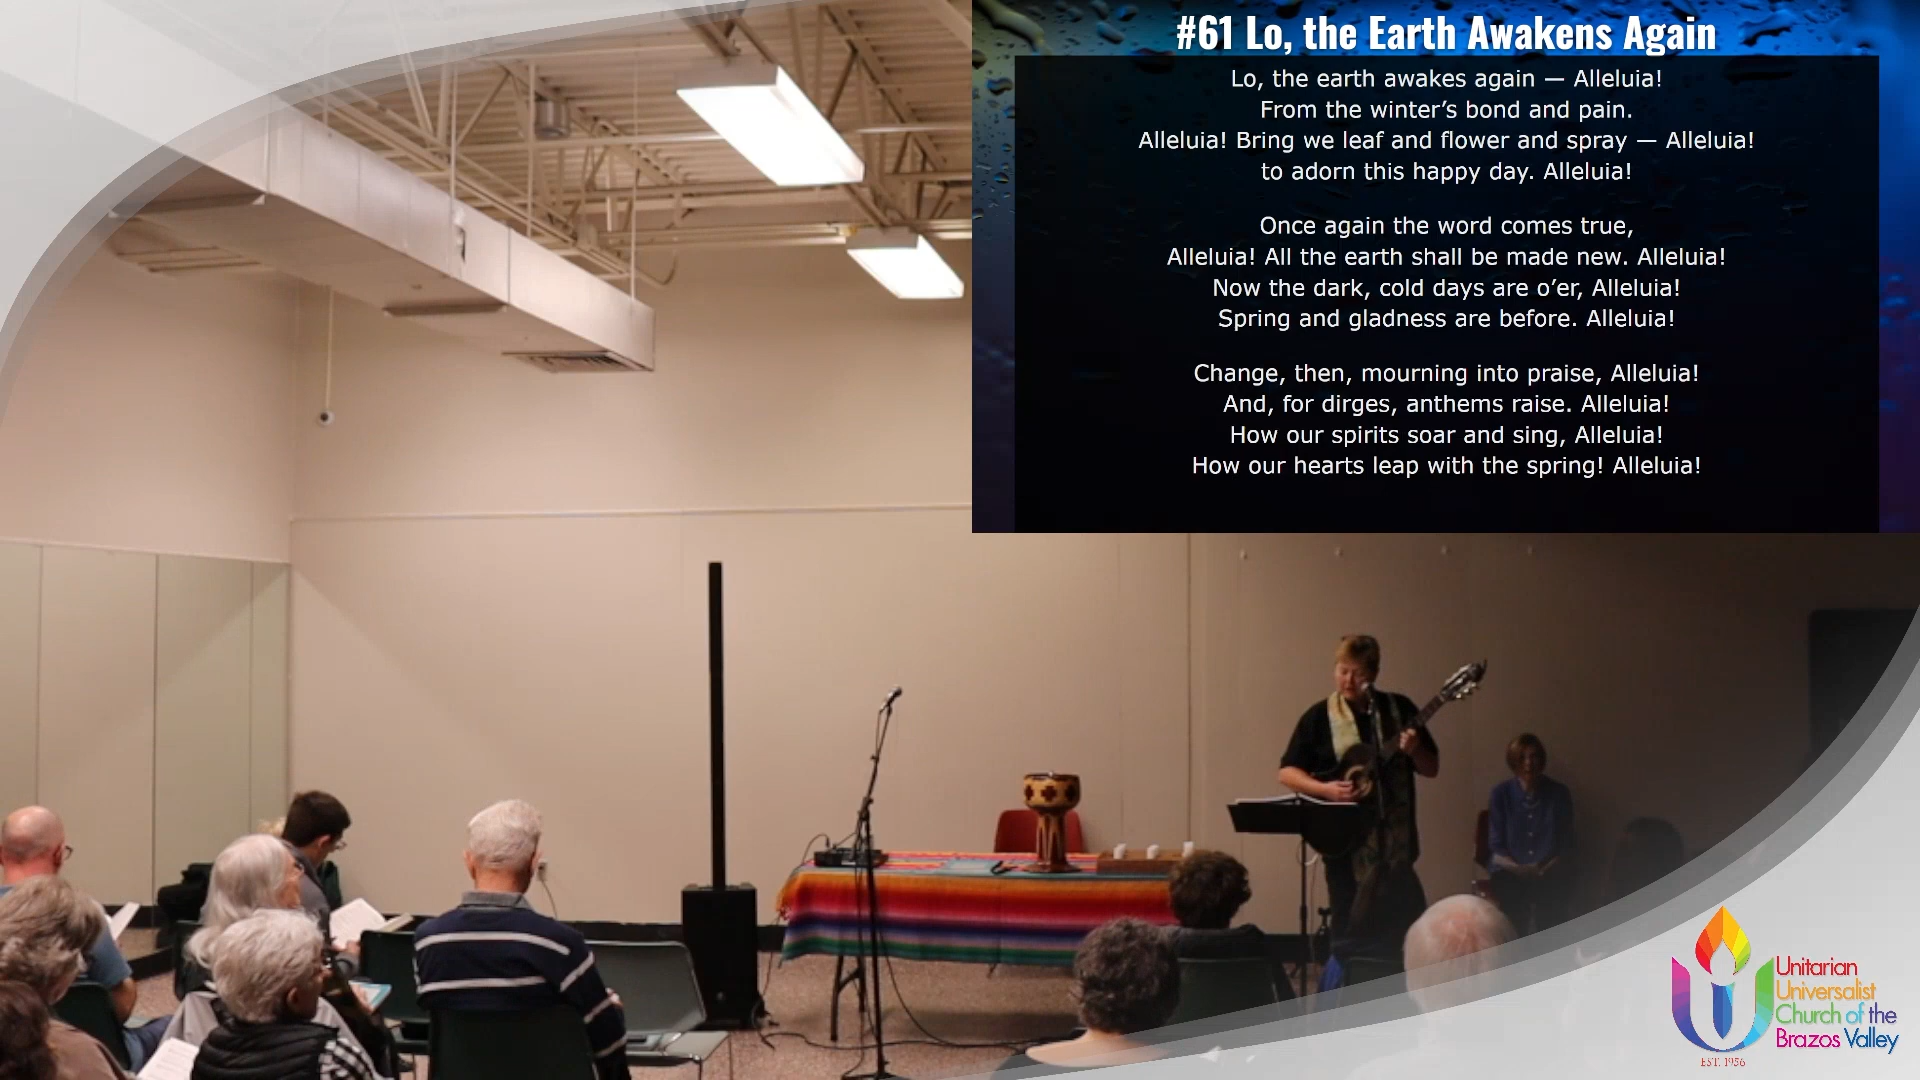 #61 Lo, the Earth Awakens Again
Lo, the earth awakes again — Alleluia!
From the winter’s bond and pain.
Alleluia! Bring we leaf and flower and spray — Alleluia!
to adorn this happy day. Alleluia!
Once again the word comes true,
Alleluia! All the earth shall be made new. Alleluia!
Now the dark, cold days are o’er, Alleluia!
Spring and gladness are before. Alleluia!
Change, then, mourning into praise, Alleluia!
And, for dirges, anthems raise. Alleluia!
How our spirits soar and sing, Alleluia!
How our hearts leap with the spring! Alleluia!
Unitarian
Universalist
Church of the
Brazos Valley
EST. 1956